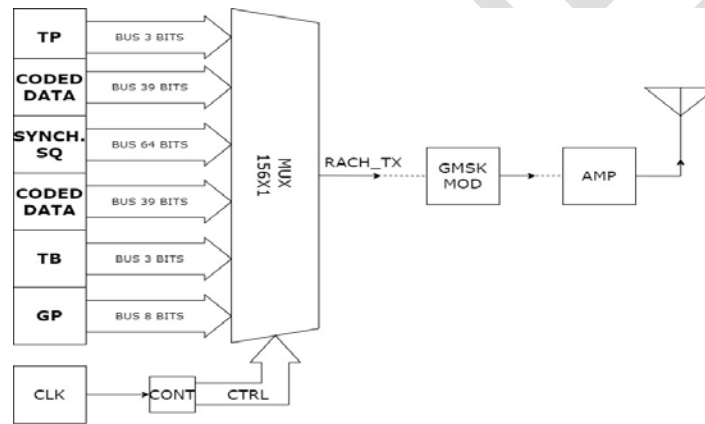 TP
BUS 3 BITS
CODED
DATA
BUS 39 BITS
SYNCH.
SQ
BUS 64 BITS
CODED
DATA
BUS 39 BITS
TB
BUS 3 BITS
GP
BUS 8 BITS
MUX
156X1
RACH_TX
GMSK
MOD
AMP
CLK
CONT
CTRL